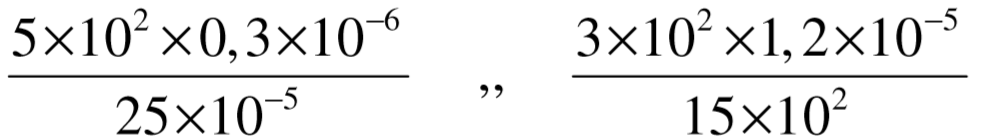 5×10² ×0,3×10⁻⁶ / 25×10⁻⁵ ,, 3×10² ×1,2×10⁻⁵ / 15×10²